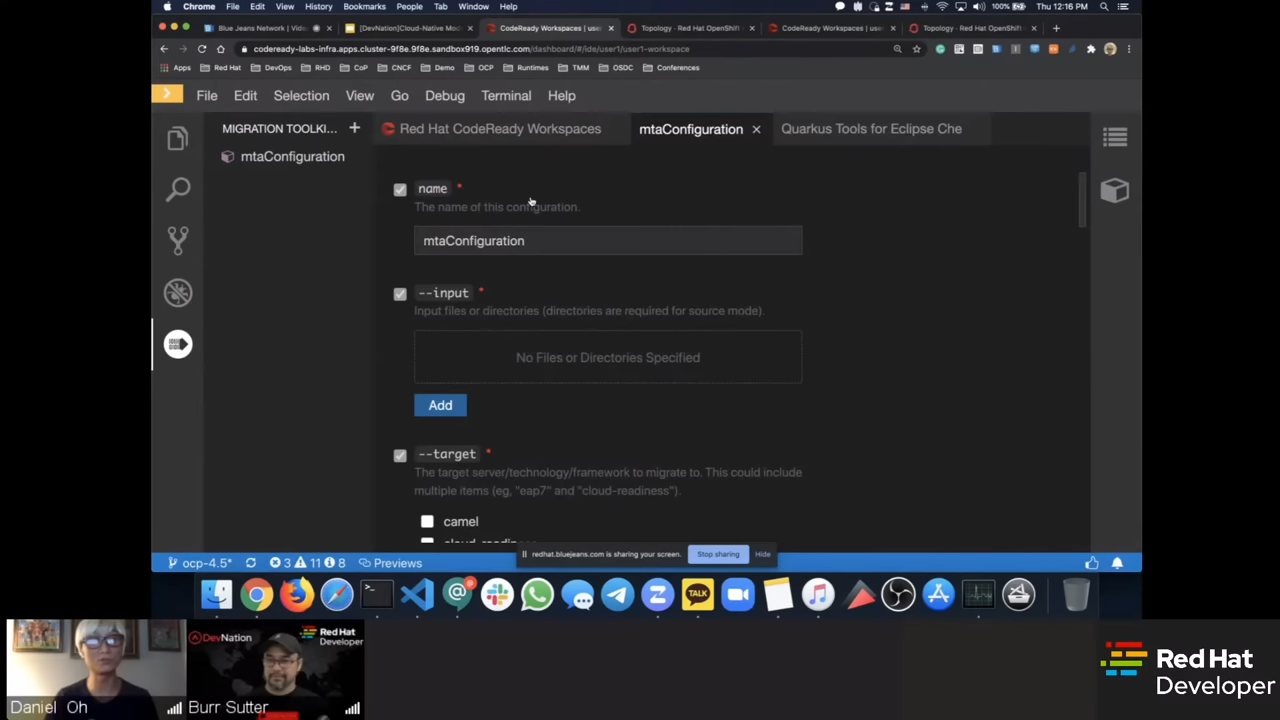 Chrome File Edit View History Bookmarks People Tab Window Help 100% Thu 12:16 PM
Blue Jeans Network | Vide
[DevNation]Cloud-Native Mod
CodeReady Workspaces | use
Topology · Red Hat OpenShift
CodeReady Workspaces | use
Topology · Red Hat OpenShift
codeready-labs-infra.apps.cluster-9f8e.9f8e.sandbox919.opentlc.com/dashboard/#/ide/user1/user1-workspace
Apps Red Hat DevOps RHD CoP CNCF Demo OCP Runtimes TMM OSDC Conferences
File Edit Selection View Go Debug Terminal Help
MIGRATION TOOLKI... +
Red Hat CodeReady Workspaces
mtaConfiguration ×
Quarkus Tools for Eclipse Che
mtaConfiguration
name *
The name of this configuration.
mtaConfiguration
--input *
Input files or directories (directories are required for source mode).
No Files or Directories Specified
Add
--target *
The target server/technology/framework to migrate to. This could include
multiple items (eg, "eap7" and "cloud-readiness").
camel
cloud-readiness
redhat.bluejeans.com is sharing your screen. Stop sharing Hide
ocp-4.5* 3 11 8 Previews
TALK
DevNation
Red Hat
Developer
Daniel Oh
Burr Sutter
Red Hat
Developer